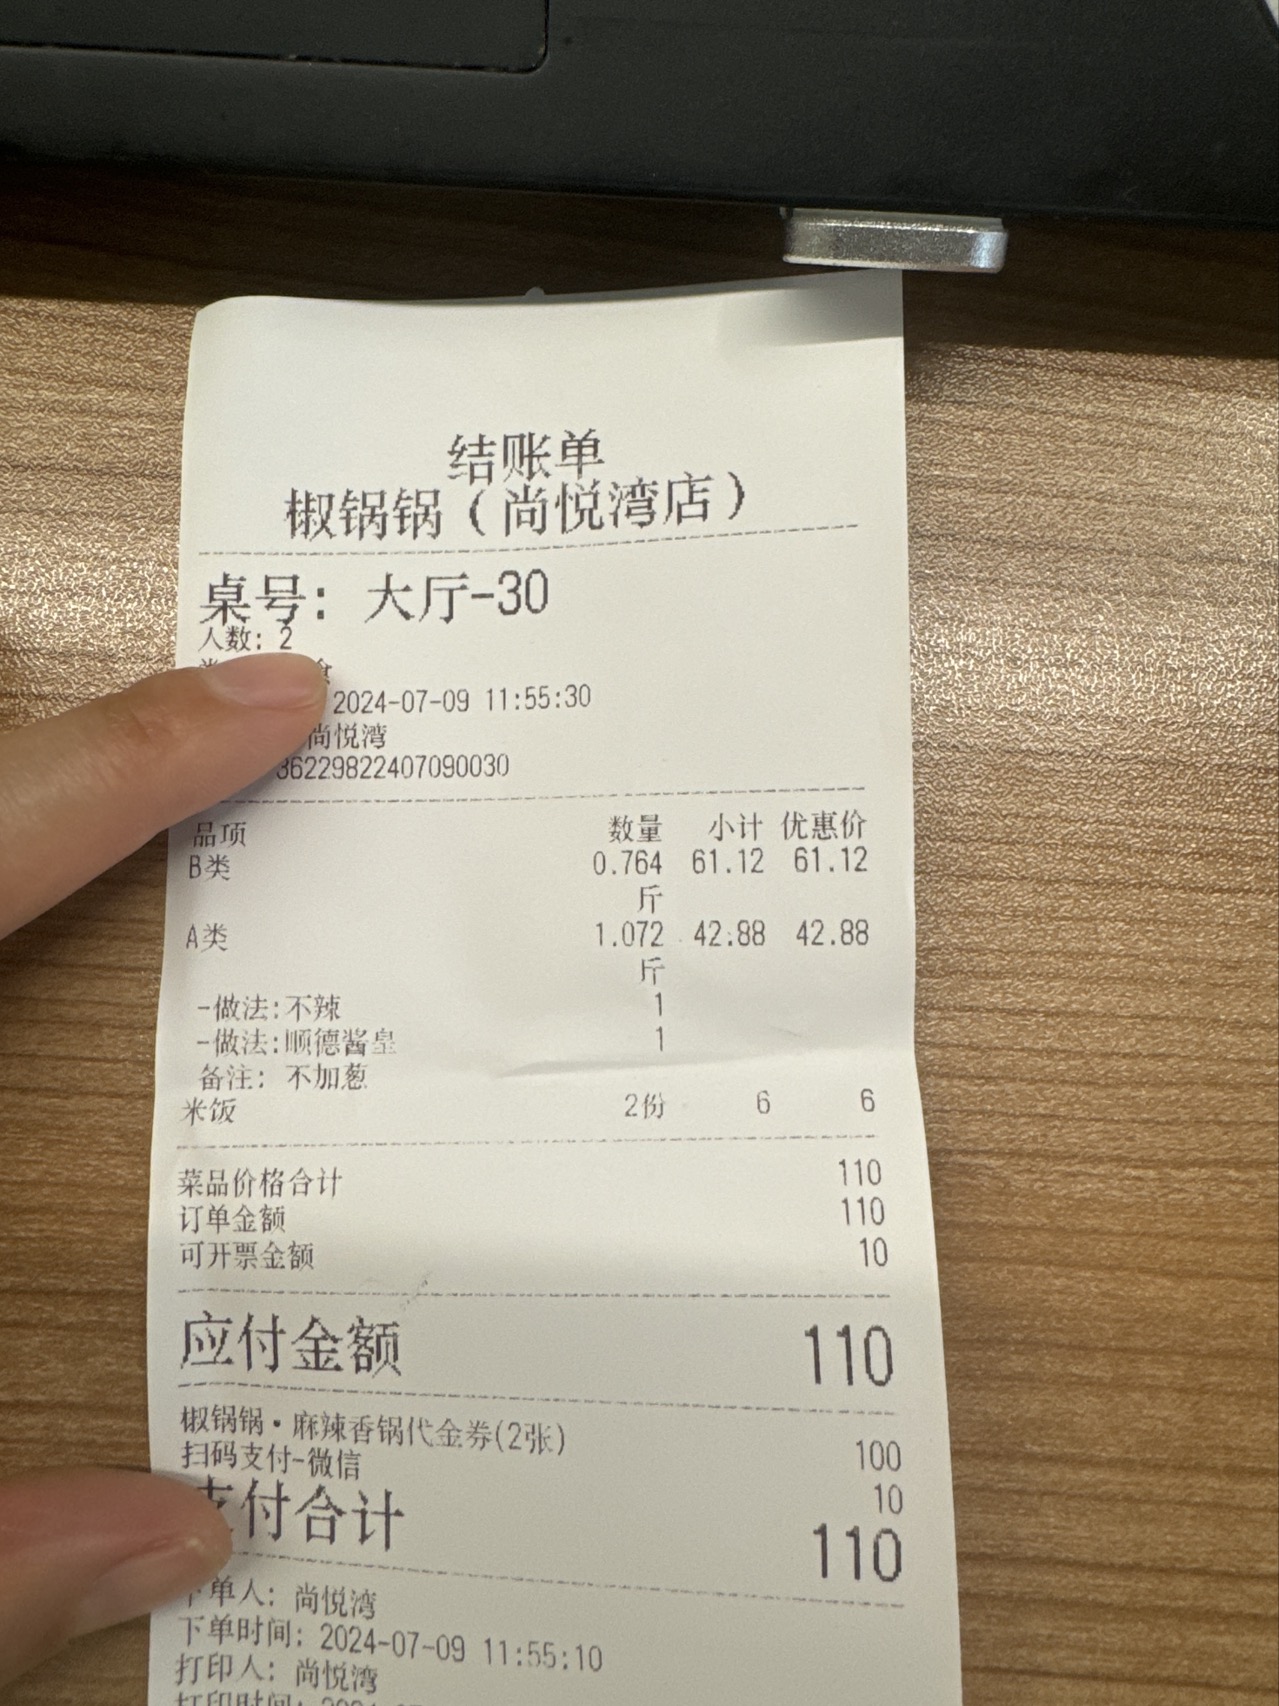 结账单
椒锅锅（尚悦湾店）
桌号: 大厅-30
人数: 2
2024-07-09 11:55:30
尚悦湾
36229822407090030
品项 数量 小计 优惠价
B类 0.764 61.12 61.12
斤
A类 1.072 42.88 42.88
斤
-做法:不辣 1
-做法:顺德酱皇 1
备注: 不加葱
米饭 2份 6 6
菜品价格合计 110
订单金额 110
可开票金额 10
应付金额 110
椒锅锅·麻辣香锅代金券(2张) 100
扫码支付-微信 10
支付合计 110
下单人: 尚悦湾
下单时间: 2024-07-09 11:55:10
打印人: 尚悦湾
打印时间: